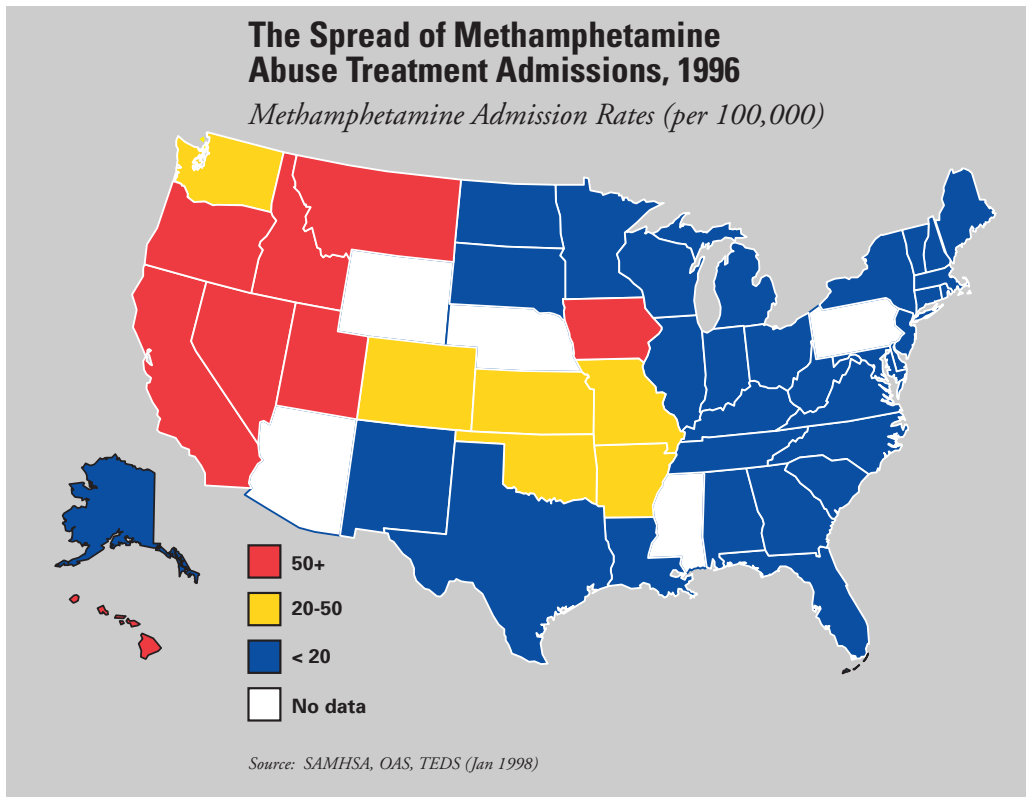 The Spread of Methamphetamine
Abuse Treatment Admissions, 1996
Methamphetamine Admission Rates (per 100,000)
50+
20-50
< 20
No data
Source: SAMHSA, OAS, TEDS (Jan 1998)